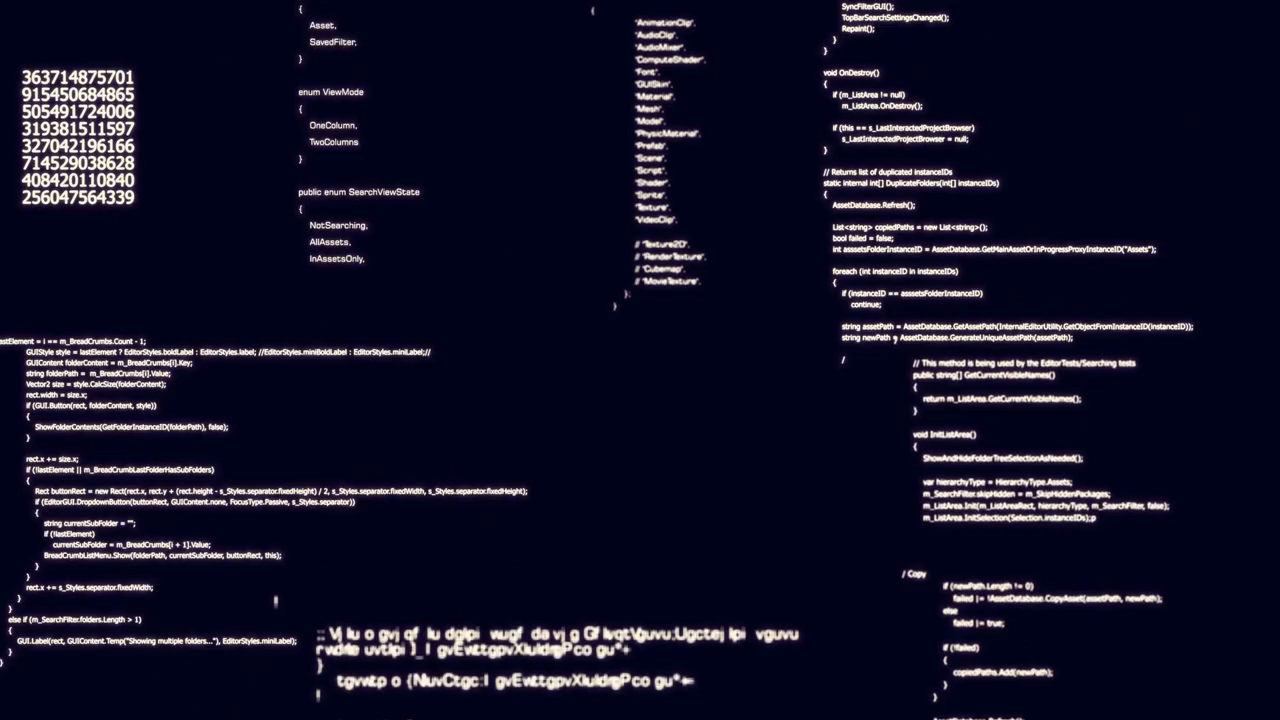 363714875701
915450684865
505491724006
319381511597
327042196166
714529038628
408420110840
256047564339
{
Asset,
SavedFilter,
}
enum ViewMode
{
OneColumn,
TwoColumns
}
public enum SearchViewState
{
NotSearching,
AllAssets,
InAssetsOnly,
{
"AnimationClip",
"AudioClip",
"AudioMixer",
"ComputeShader",
"Font",
"GUISkin",
"Material",
"Mesh",
"Model",
"PhysicMaterial",
"Prefab",
"Scene",
"Script",
"Shader",
"Sprite",
"Texture",
"VideoClip",
// "Texture2D",
// "RenderTexture",
// "Cubemap",
// "MovieTexture",
};
}
SyncFilterGUI();
TopBarSearchSettingsChanged();
Repaint();
}
}
void OnDestroy()
{
if (m_ListArea != null)
m_ListArea.OnDestroy();
if (this == s_LastInteractedProjectBrowser)
s_LastInteractedProjectBrowser = null;
}
// Returns list of duplicated instanceIDs
static internal int[] DuplicateFolders(int[] instanceIDs)
{
AssetDatabase.Refresh();
List<string> copiedPaths = new List<string>();
bool failed = false;
int asssetsFolderInstanceID = AssetDatabase.GetMainAssetOrInProgressProxyInstanceID("Assets");
foreach (int instanceID in instanceIDs)
{
if (instanceID == asssetsFolderInstanceID)
continue;
string assetPath = AssetDatabase.GetAssetPath(InternalEditorUtility.GetObjectFromInstanceID(instanceID));
string newPath = AssetDatabase.GenerateUniqueAssetPath(assetPath);
/
astElement = i == m_BreadCrumbs.Count - 1;
GUIStyle style = lastElement ? EditorStyles.boldLabel : EditorStyles.label; //EditorStyles.miniBoldLabel : EditorStyles.miniLabel;//
GUIContent folderContent = m_BreadCrumbs[i].Key;
string folderPath = m_BreadCrumbs[i].Value;
Vector2 size = style.CalcSize(folderContent);
rect.width = size.x;
if (GUI.Button(rect, folderContent, style))
{
ShowFolderContents(GetFolderInstanceID(folderPath), false);
}
rect.x += size.x;
if (!lastElement || m_BreadCrumbLastFolderHasSubFolders)
{
Rect buttonRect = new Rect(rect.x, rect.y + (rect.height - s_Styles.separator.fixedHeight) / 2, s_Styles.separator.fixedWidth, s_Styles.separator.fixedHeight);
if (EditorGUI.DropdownButton(buttonRect, GUIContent.none, FocusType.Passive, s_Styles.separator))
{
string currentSubFolder = "";
if (!lastElement)
currentSubFolder = m_BreadCrumbs[i + 1].Value;
BreadCrumbListMenu.Show(folderPath, currentSubFolder, buttonRect, this);
}
}
rect.x += s_Styles.separator.fixedWidth;
}
}
else if (m_SearchFilter.folders.Length > 1)
{
GUI.Label(rect, GUIContent.Temp("Showing multiple folders..."), EditorStyles.miniLabel);
}
}
// This method is being used by the EditorTests/Searching tests
public string[] GetCurrentVisibleNames()
{
return m_ListArea.GetCurrentVisibleNames();
}
void InitListArea()
{
ShowAndHideFolderTreeSelectionAsNeeded();
var hierarchyType = HierarchyType.Assets;
m_SearchFilter.skipHidden = m_SkipHiddenPackages;
m_ListArea.Init(m_ListAreaRect, hierarchyType, m_SearchFilter, false);
m_ListArea.InitSelection(Selection.instanceIDs);p
/ Copy
if (newPath.Length != 0)
failed |= !AssetDatabase.CopyAsset(assetPath, newPath);
else
failed |= true;
if (!failed)
{
copiedPaths.Add(newPath);
}
}